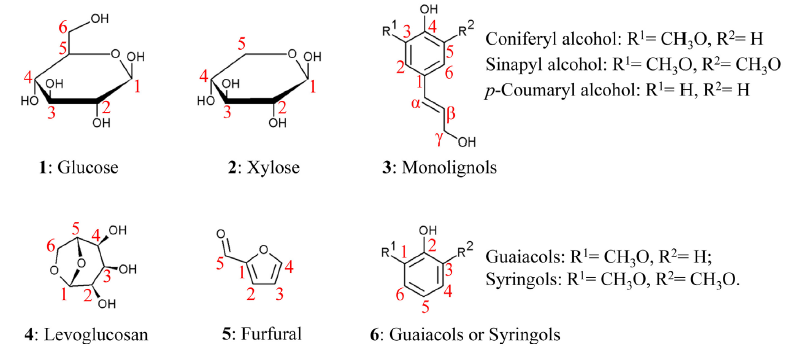 OH
6
5
O
OH
4
OH
1
HO
3
2
OH
1: Glucose
5
O
OH
4
OH
1
HO
3
2
OH
2: Xylose
OH
R¹
4
R²
3
5
2
6
1
α
β
γ
OH
3: Monolignols
Coniferyl alcohol: R¹= CH₃O, R²= H
Sinapyl alcohol: R¹= CH₃O, R²= CH₃O
p-Coumaryl alcohol: R¹= H, R²= H
5
4
OH
6
O
O
OH
3
1
2
OH
4: Levoglucosan
O
5
O
1
4
2
3
5: Furfural
OH
R¹
1
2
R²
3
6
4
5
6: Guaiacols or Syringols
Guaiacols: R¹= CH₃O, R²= H;
Syringols: R¹= CH₃O, R²= CH₃O.